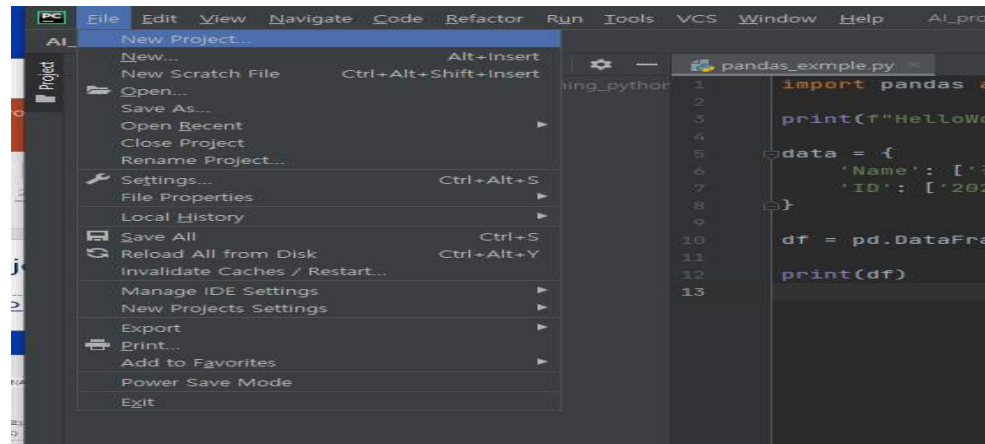 PC File Edit View Navigate Code Refactor Run Tools VCS Window Help AI_pro
AI_
New Project...
New... Alt+Insert
New Scratch File Ctrl+Alt+Shift+Insert
Open...
Save As...
Open Recent
Close Project
Rename Project...
Settings... Ctrl+Alt+S
File Properties
Local History
Save All Ctrl+S
Reload All from Disk Ctrl+Alt+Y
Invalidate Caches / Restart...
Manage IDE Settings
New Projects Settings
Export
Print...
Add to Favorites
Power Save Mode
Exit
Project
ning_python
pandas_exmple.py
1 import pandas a
2
3 print(f"HelloWo
4
5 data = {
6 'Name': ['
7 'ID': ['202
8 }
9
10 df = pd.DataFra
11
12 print(df)
13